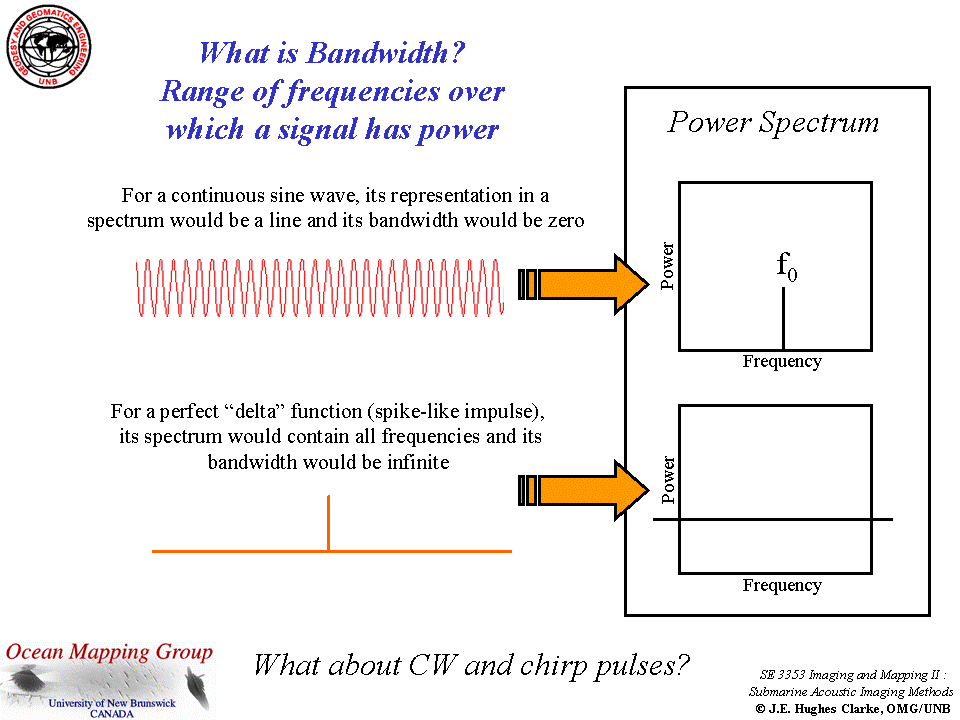 GEODESY AND GEOMATICS ENGINEERING
UNB
What is Bandwidth?
Range of frequencies over
which a signal has power
For a continuous sine wave, its representation in a
spectrum would be a line and its bandwidth would be zero
Power Spectrum
Power
f0
Frequency
For a perfect “delta” function (spike-like impulse),
its spectrum would contain all frequencies and its
bandwidth would be infinite
Power
Frequency
Ocean Mapping Group
University of New Brunswick
CANADA
What about CW and chirp pulses?
SE 3353 Imaging and Mapping II :
Submarine Acoustic Imaging Methods
© J.E. Hughes Clarke, OMG/UNB